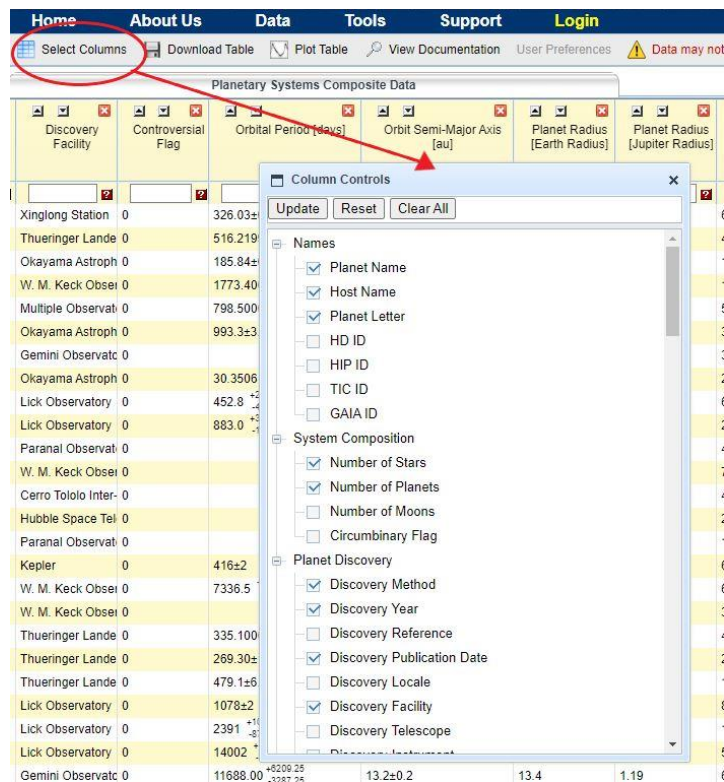 Home About Us Data Tools Support Login
Select Columns Download Table Plot Table View Documentation User Preferences Data may not
Planetary Systems Composite Data
Discovery Facility Controversial Flag Orbital Period [days] Orbit Semi-Major Axis [au] Planet Radius [Earth Radius] Planet Radius [Jupiter Radius]
Column Controls
Update Reset Clear All
Names
Planet Name
Host Name
Planet Letter
HD ID
HIP ID
TIC ID
GAIA ID
System Composition
Number of Stars
Number of Planets
Number of Moons
Circumbinary Flag
Planet Discovery
Discovery Method
Discovery Year
Discovery Reference
Discovery Publication Date
Discovery Locale
Discovery Facility
Discovery Telescope
Discovery Instrument
Xinglong Station 0 326.03±
Thueringer Lande 0 516.219
Okayama Astroph 0 185.84±
W. M. Keck Obser 0 1773.40
Multiple Observat 0 798.500
Okayama Astroph 0 993.3±3
Gemini Observato 0
Okayama Astroph 0 30.3506
Lick Observatory 0 452.8
Lick Observatory 0 883.0
Paranal Observat 0
W. M. Keck Obser 0
Cerro Tololo Inter- 0
Hubble Space Tel 0
Paranal Observat 0
Kepler 0 416±2
W. M. Keck Obser 0 7336.5
W. M. Keck Obser 0
Thueringer Lande 0 335.100
Thueringer Lande 0 269.30±
Thueringer Lande 0 479.1±6
Lick Observatory 0 1078±2
Lick Observatory 0 2391
Lick Observatory 0 14002
Gemini Observato 0 11688.00 +6209.25 -3287.25 13.2±0.2 13.4 1.19